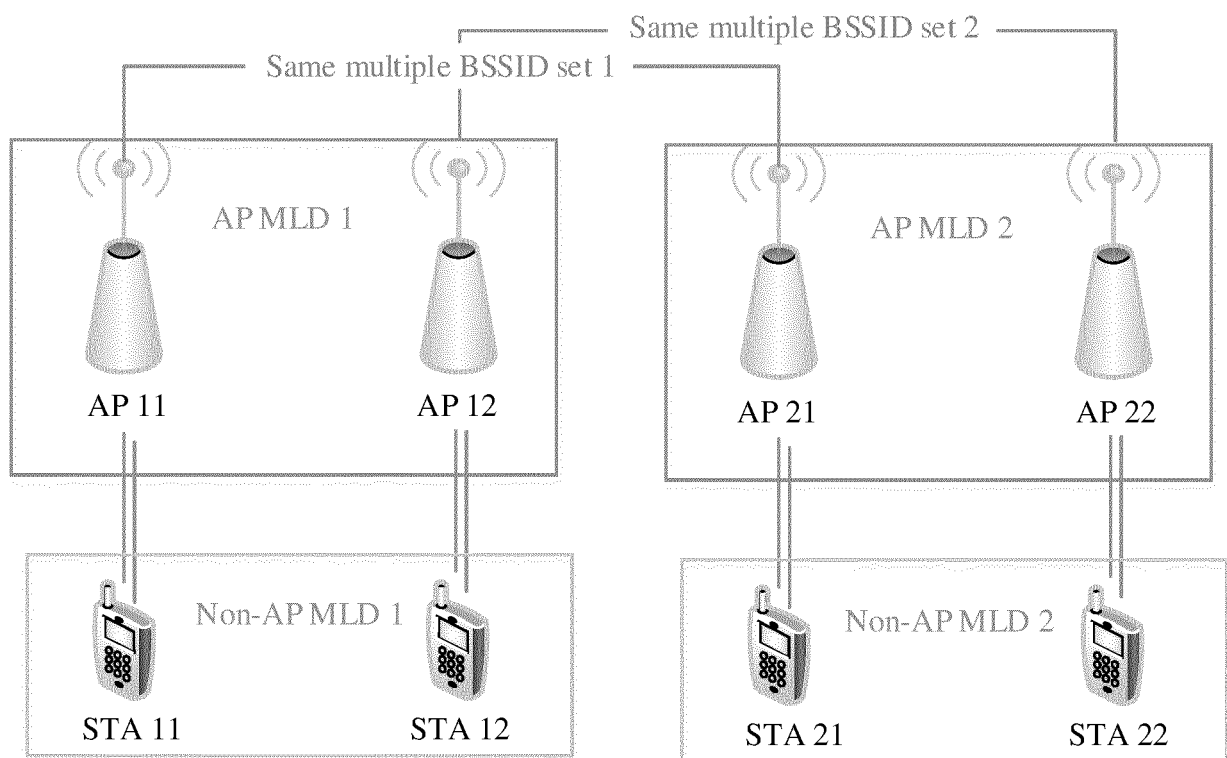 Same multiple BSSID set 2
Same multiple BSSID set 1
AP MLD 1
AP MLD 2
AP 11
AP 12
AP 21
AP 22
Non-AP MLD 1
Non-AP MLD 2
STA 11
STA 12
STA 21
STA 22